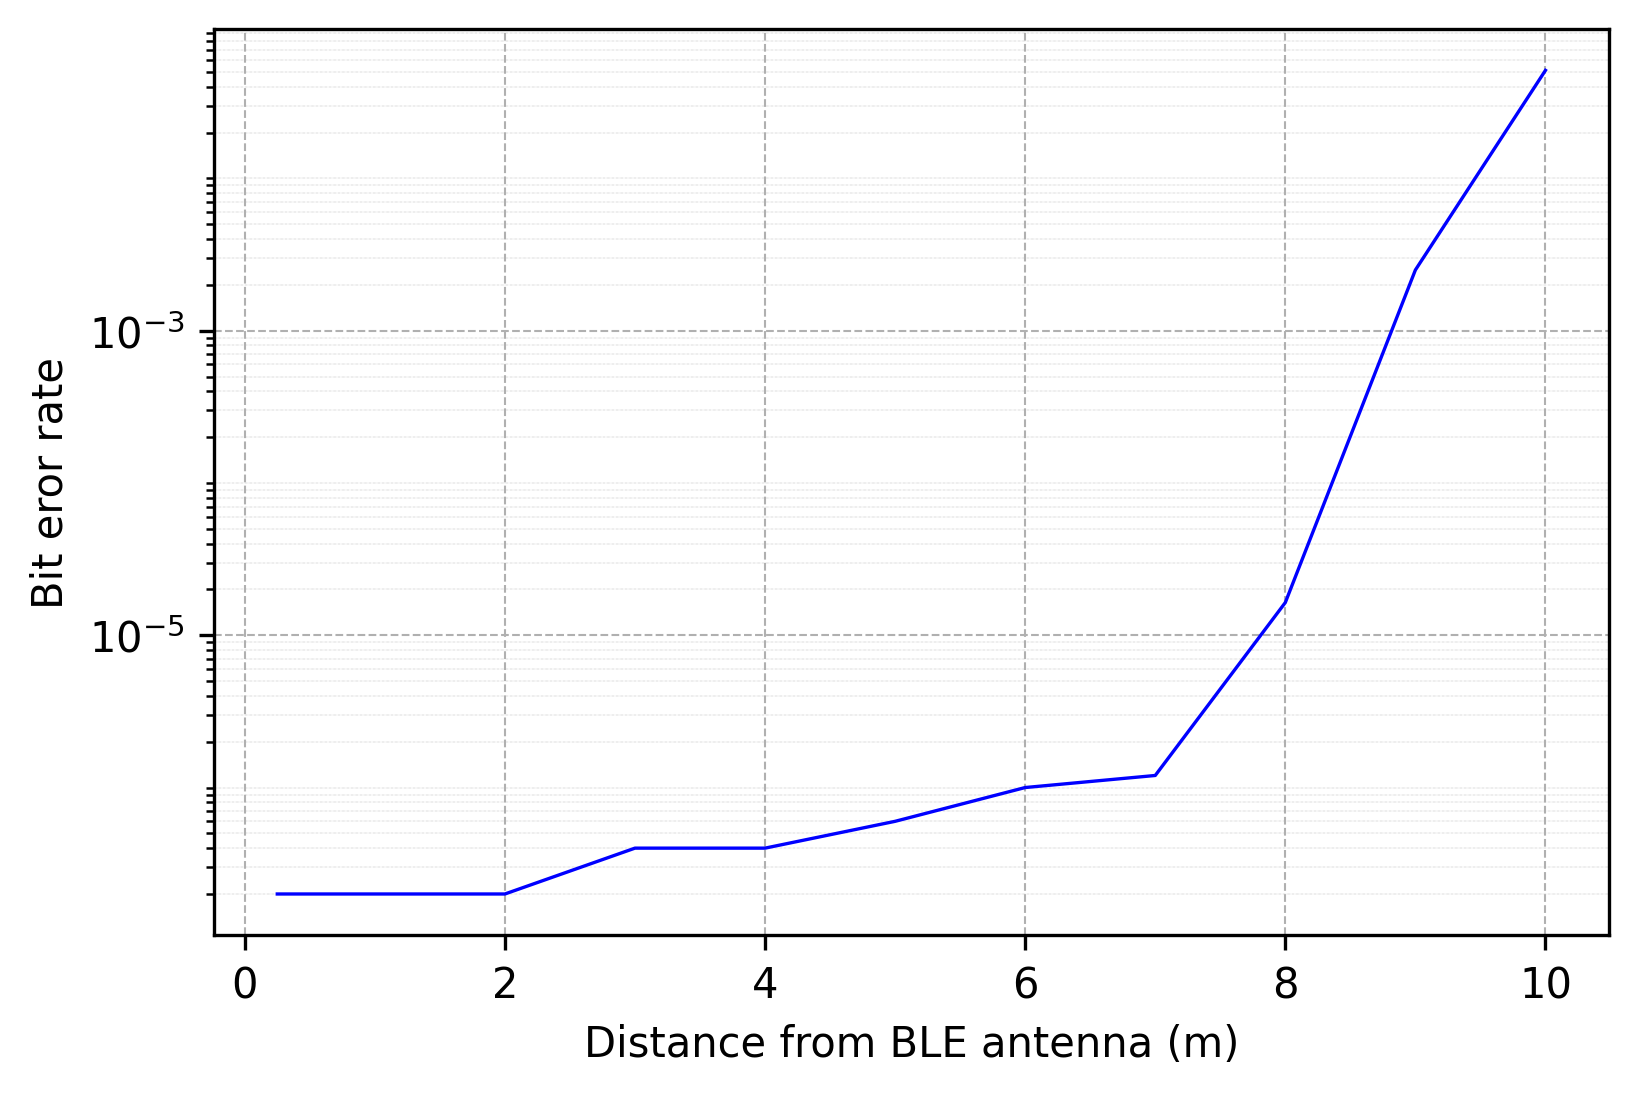 Bit eror rate
10⁻³
10⁻⁵
0 2 4 6 8 10
Distance from BLE antenna (m)